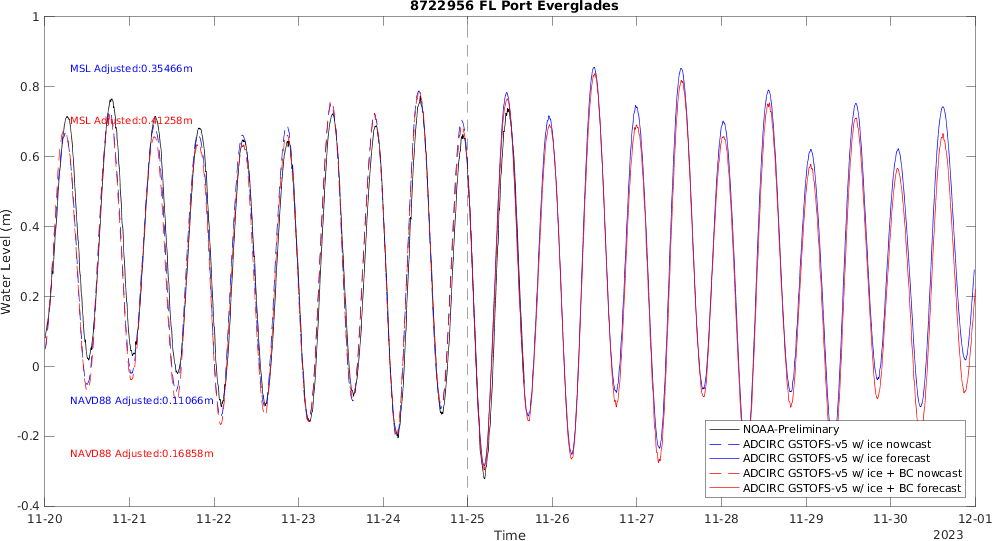 8722956 FL Port Everglades
Water Level (m)
1
0.8
0.6
0.4
0.2
0
-0.2
-0.4
MSL Adjusted:0.35466m
MSL Adjusted:0.41258m
NAVD88 Adjusted:0.11066m
NAVD88 Adjusted:0.16858m
NOAA-Preliminary
ADCIRC GSTOFS-v5 w/ ice nowcast
ADCIRC GSTOFS-v5 w/ ice forecast
ADCIRC GSTOFS-v5 w/ ice + BC nowcast
ADCIRC GSTOFS-v5 w/ ice + BC forecast
11-20 11-21 11-22 11-23 11-24 11-25 11-26 11-27 11-28 11-29 11-30 12-01
Time
2023